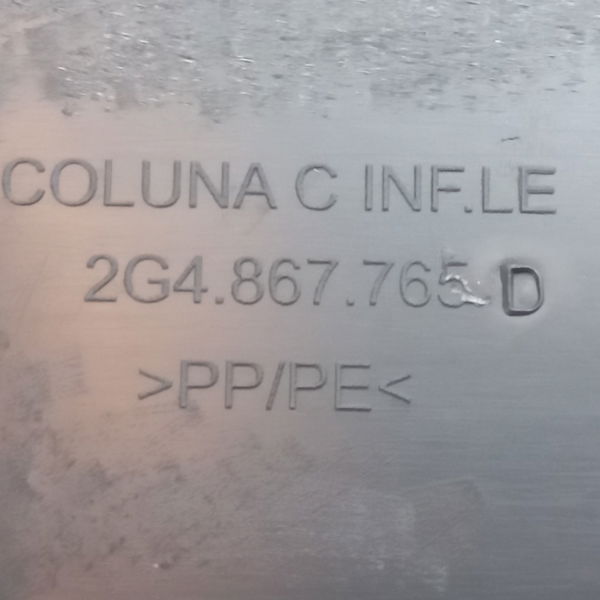 COLUNA C INF.LE
2G4.867.765 D
>PP/PE<